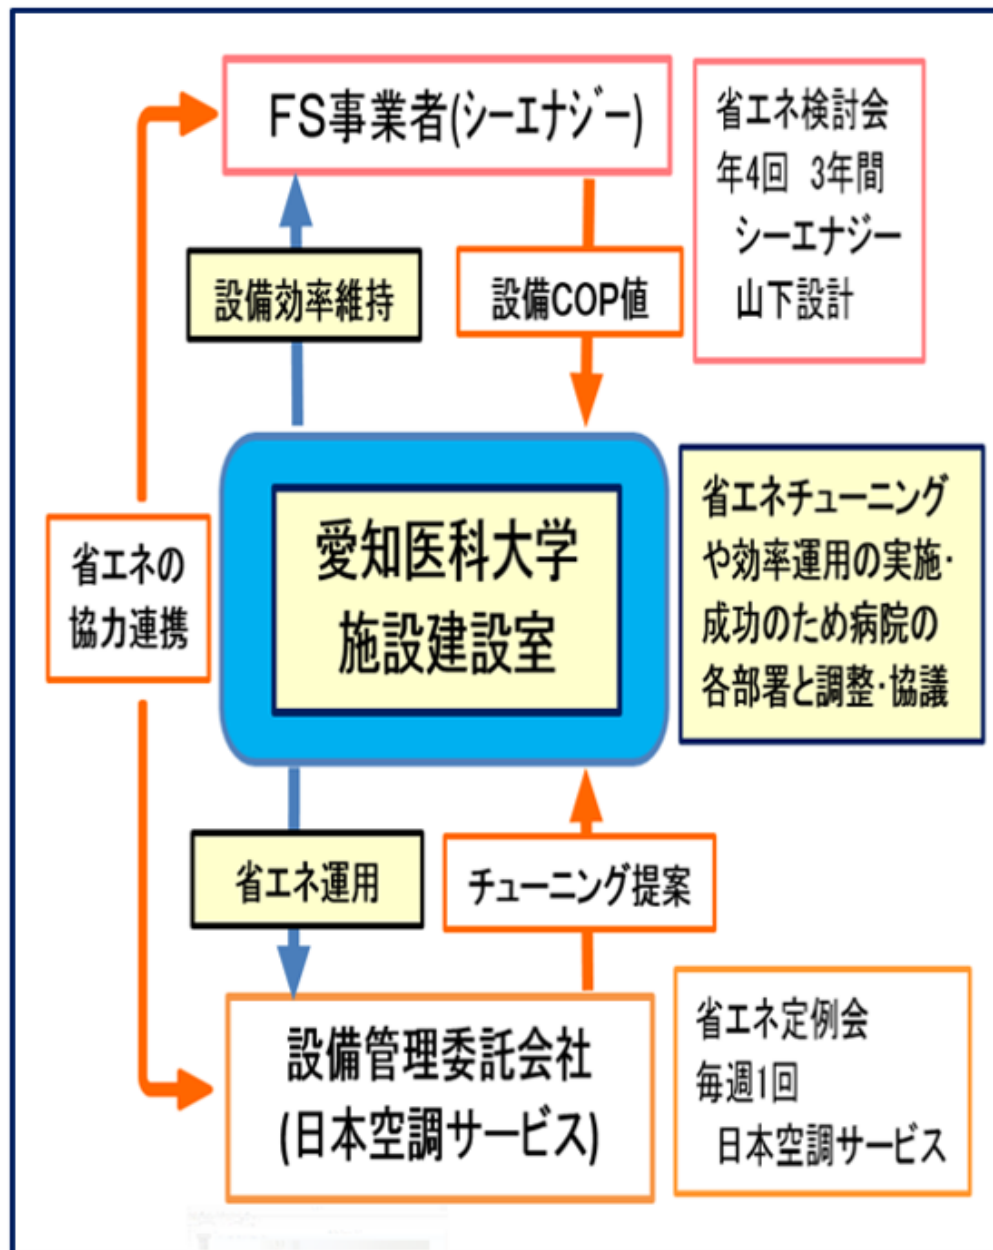 FS事業者(シーエナジー)
省エネ検討会
年4回 3年間
シーエナジー
山下設計
設備効率維持
設備COP値
省エネの
協力連携
愛知医科大学
施設建設室
省エネチューニング
や効率運用の実施・
成功のため病院の
各部署と調整・協議
省エネ運用
チューニング提案
設備管理委託会社
(日本空調サービス)
省エネ定例会
毎週1回
日本空調サービス